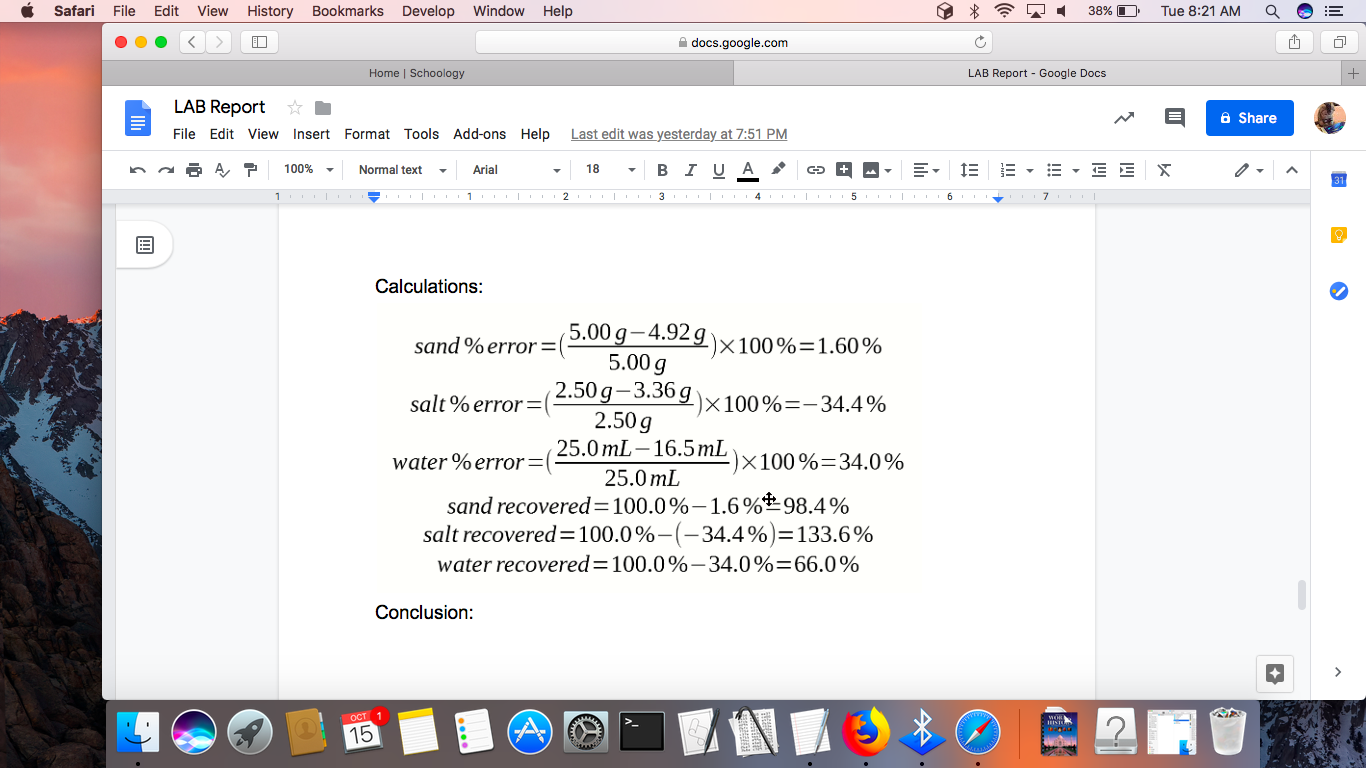 Safari File Edit View History Bookmarks Develop Window Help 38% Tue 8:21 AM
docs.google.com
Home | Schoology LAB Report - Google Docs
LAB Report
File Edit View Insert Format Tools Add-ons Help Last edit was yesterday at 7:51 PM
Share
100% Normal text Arial 18 B I U A
1 1 2 3 4 5 6 7
31
Calculations:
sand % error = (5.00 g − 4.92 g / 5.00 g) × 100 % = 1.60 %
salt % error = (2.50 g − 3.36 g / 2.50 g) × 100 % = − 34.4 %
water % error = (25.0 mL − 16.5 mL / 25.0 mL) × 100 % = 34.0 %
sand recovered = 100.0 % − 1.6 % = 98.4 %
salt recovered = 100.0 % − (− 34.4 %) = 133.6 %
water recovered = 100.0 % − 34.0 % = 66.0 %
Conclusion:
OCT
15
1
WORLD
HISTORY